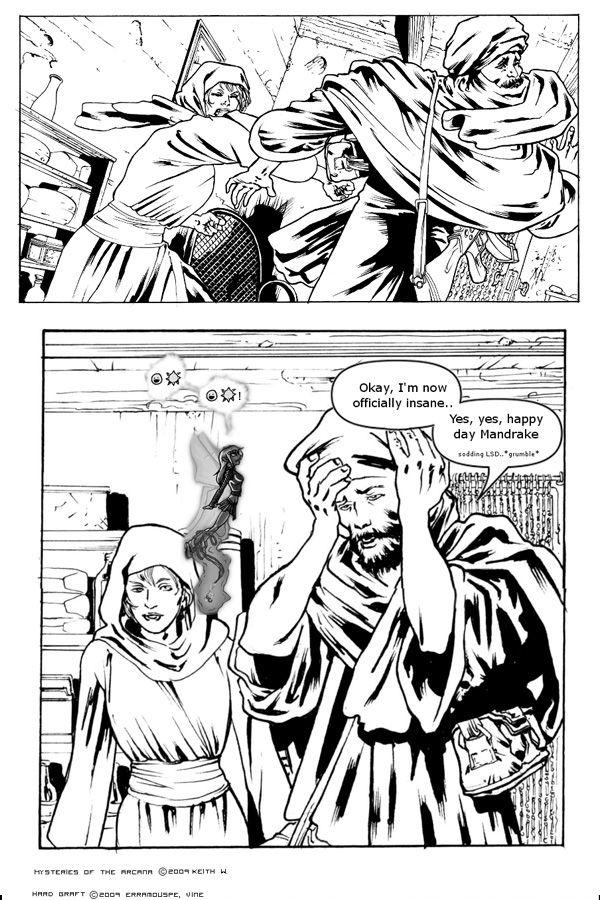 Okay, I'm now
officially insane..
Yes, yes, happy
day Mandrake
sodding LSD..*grumble*
!
MYSTERIES OF THE ARCANA ©2009 KEITH W.
HARD GRAFT ©2009 ERRAMOUSPE, VINE